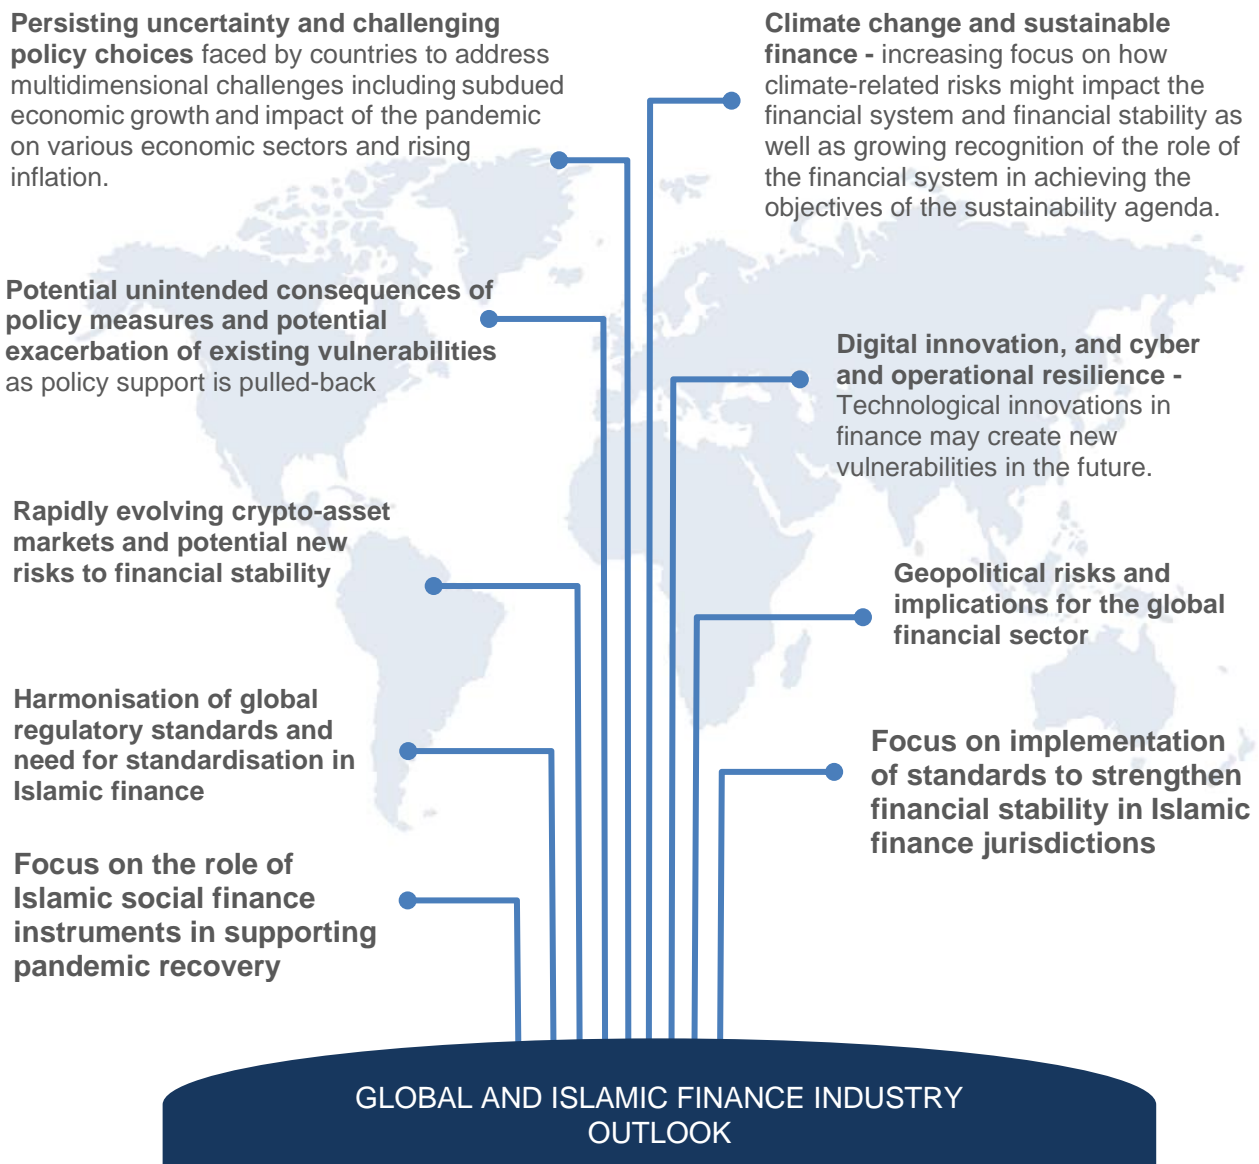 Persisting uncertainty and challenging
policy choices faced by countries to address
multidimensional challenges including subdued
economic growth and impact of the pandemic
on various economic sectors and rising
inflation.
Potential unintended consequences of
policy measures and potential
exacerbation of existing vulnerabilities
as policy support is pulled-back
Rapidly evolving crypto-asset
markets and potential new
risks to financial stability
Harmonisation of global
regulatory standards and
need for standardisation in
Islamic finance
Focus on the role of
Islamic social finance
instruments in supporting
pandemic recovery
Climate change and sustainable
finance - increasing focus on how
climate-related risks might impact the
financial system and financial stability as
well as growing recognition of the role of
the financial system in achieving the
objectives of the sustainability agenda.
Digital innovation, and cyber
and operational resilience -
Technological innovations in
finance may create new
vulnerabilities in the future.
Geopolitical risks and
implications for the global
financial sector
Focus on implementation
of standards to strengthen
financial stability in Islamic
finance jurisdictions
GLOBAL AND ISLAMIC FINANCE INDUSTRY
OUTLOOK